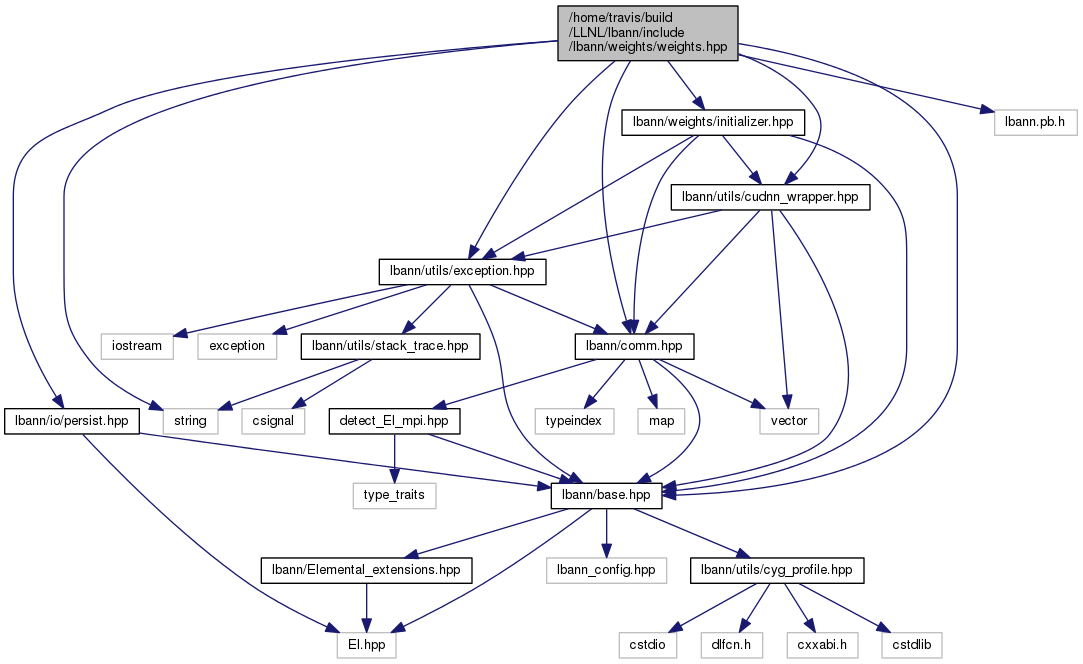 /home/travis/build
/LLNL/lbann/include
/lbann/weights/weights.hpp
lbann/weights/initializer.hpp
lbann.pb.h
lbann/utils/cudnn_wrapper.hpp
lbann/utils/exception.hpp
iostream
exception
lbann/utils/stack_trace.hpp
lbann/comm.hpp
lbann/io/persist.hpp
string
csignal
detect_El_mpi.hpp
typeindex
map
vector
type_traits
lbann/base.hpp
lbann/Elemental_extensions.hpp
lbann_config.hpp
lbann/utils/cyg_profile.hpp
El.hpp
cstdio
dlfcn.h
cxxabi.h
cstdlib